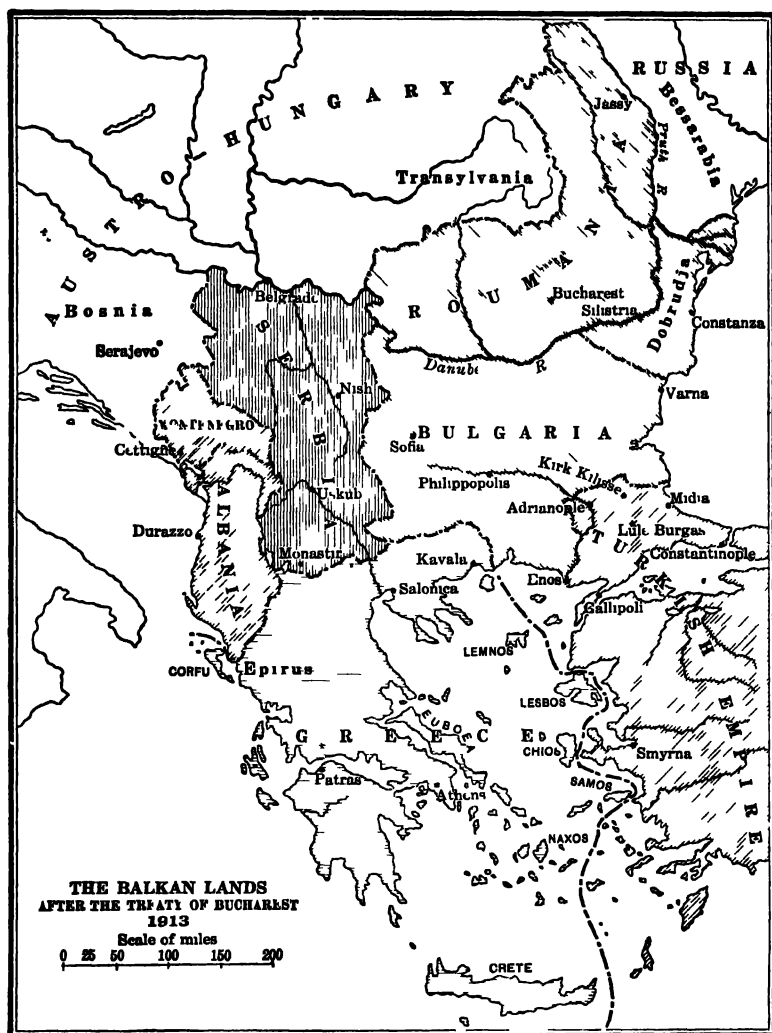 RUSSIA
AUSTRO HUNGARY
Jassy
Bessarabia
Pruth R
Transylvania
ROUMANIA
Belgrade
Bosnia
Bucharest
Silistria
Dobrudja
Constanza
Serajevo
SERBIA
Danube R
Nish
Varna
MONTENEGRO
BULGARIA
Sofia
Cettigne
Kirk Kilisse
Philippopolis
Uskub
Midia
Adrianople
ALBANIA
Lule Burgas
Durazzo
TURKISH EMPIRE
Constantinople
Monastir
Kavala
Enos
Salonica
Gallipoli
LEMNOS
CORFU
Epirus
LESBOS
EUBOEA
GREECE
CHIOS
Smyrna
Patras
SAMOS
Athens
NAXOS
THE BALKAN LANDS
AFTER THE TREATY OF BUCHAREST
1913
Scale of miles
0 25 50 100 150 200
CRETE